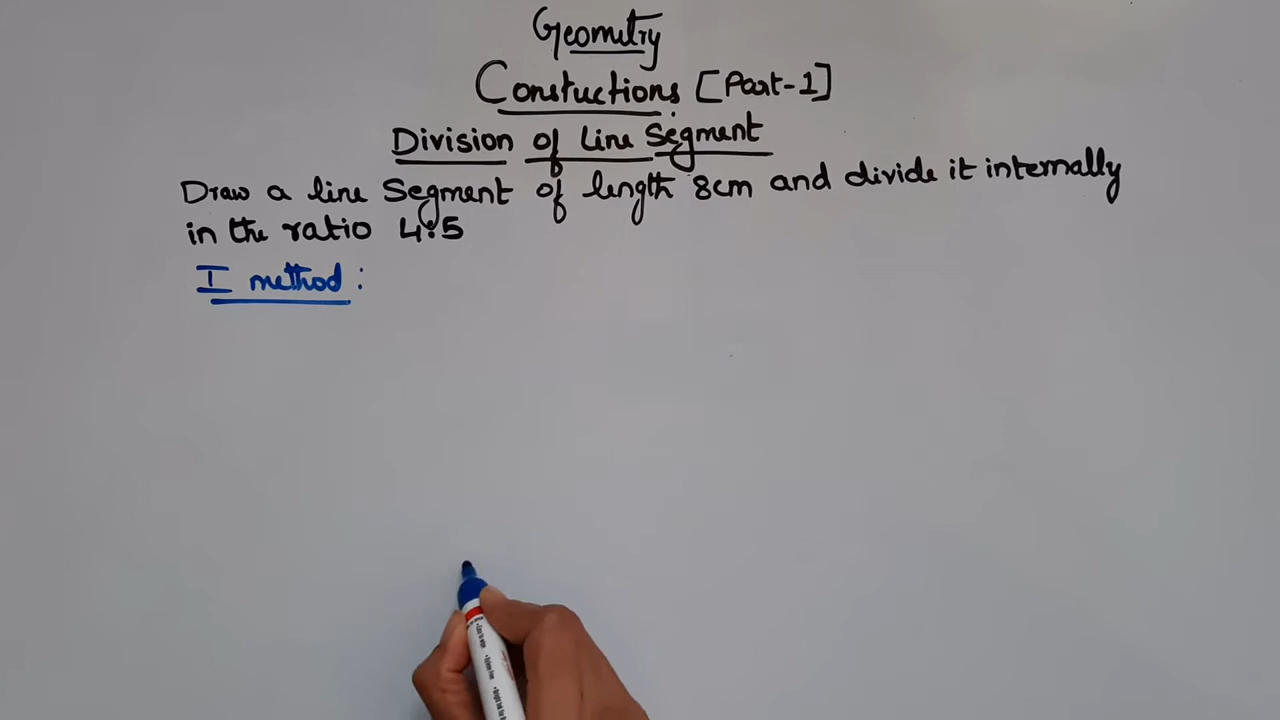 Geomitry
Constuctions [Part-1]
Division of Line Segment
Draw a line Segment of length 8cm and divide it internally
in the ratio 4:5
I method: